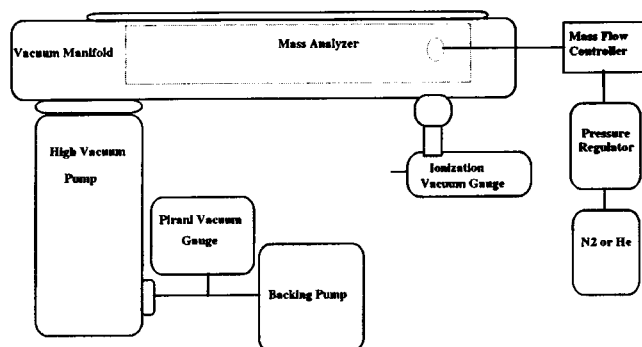 Vacuum Manifold
Mass Analyzer
Mass Flow
Controller
High Vacuum
Pump
Ionization
Vacuum Gauge
Pressure
Regulator
Pirani Vacuum
Gauge
Backing Pump
N2 or He